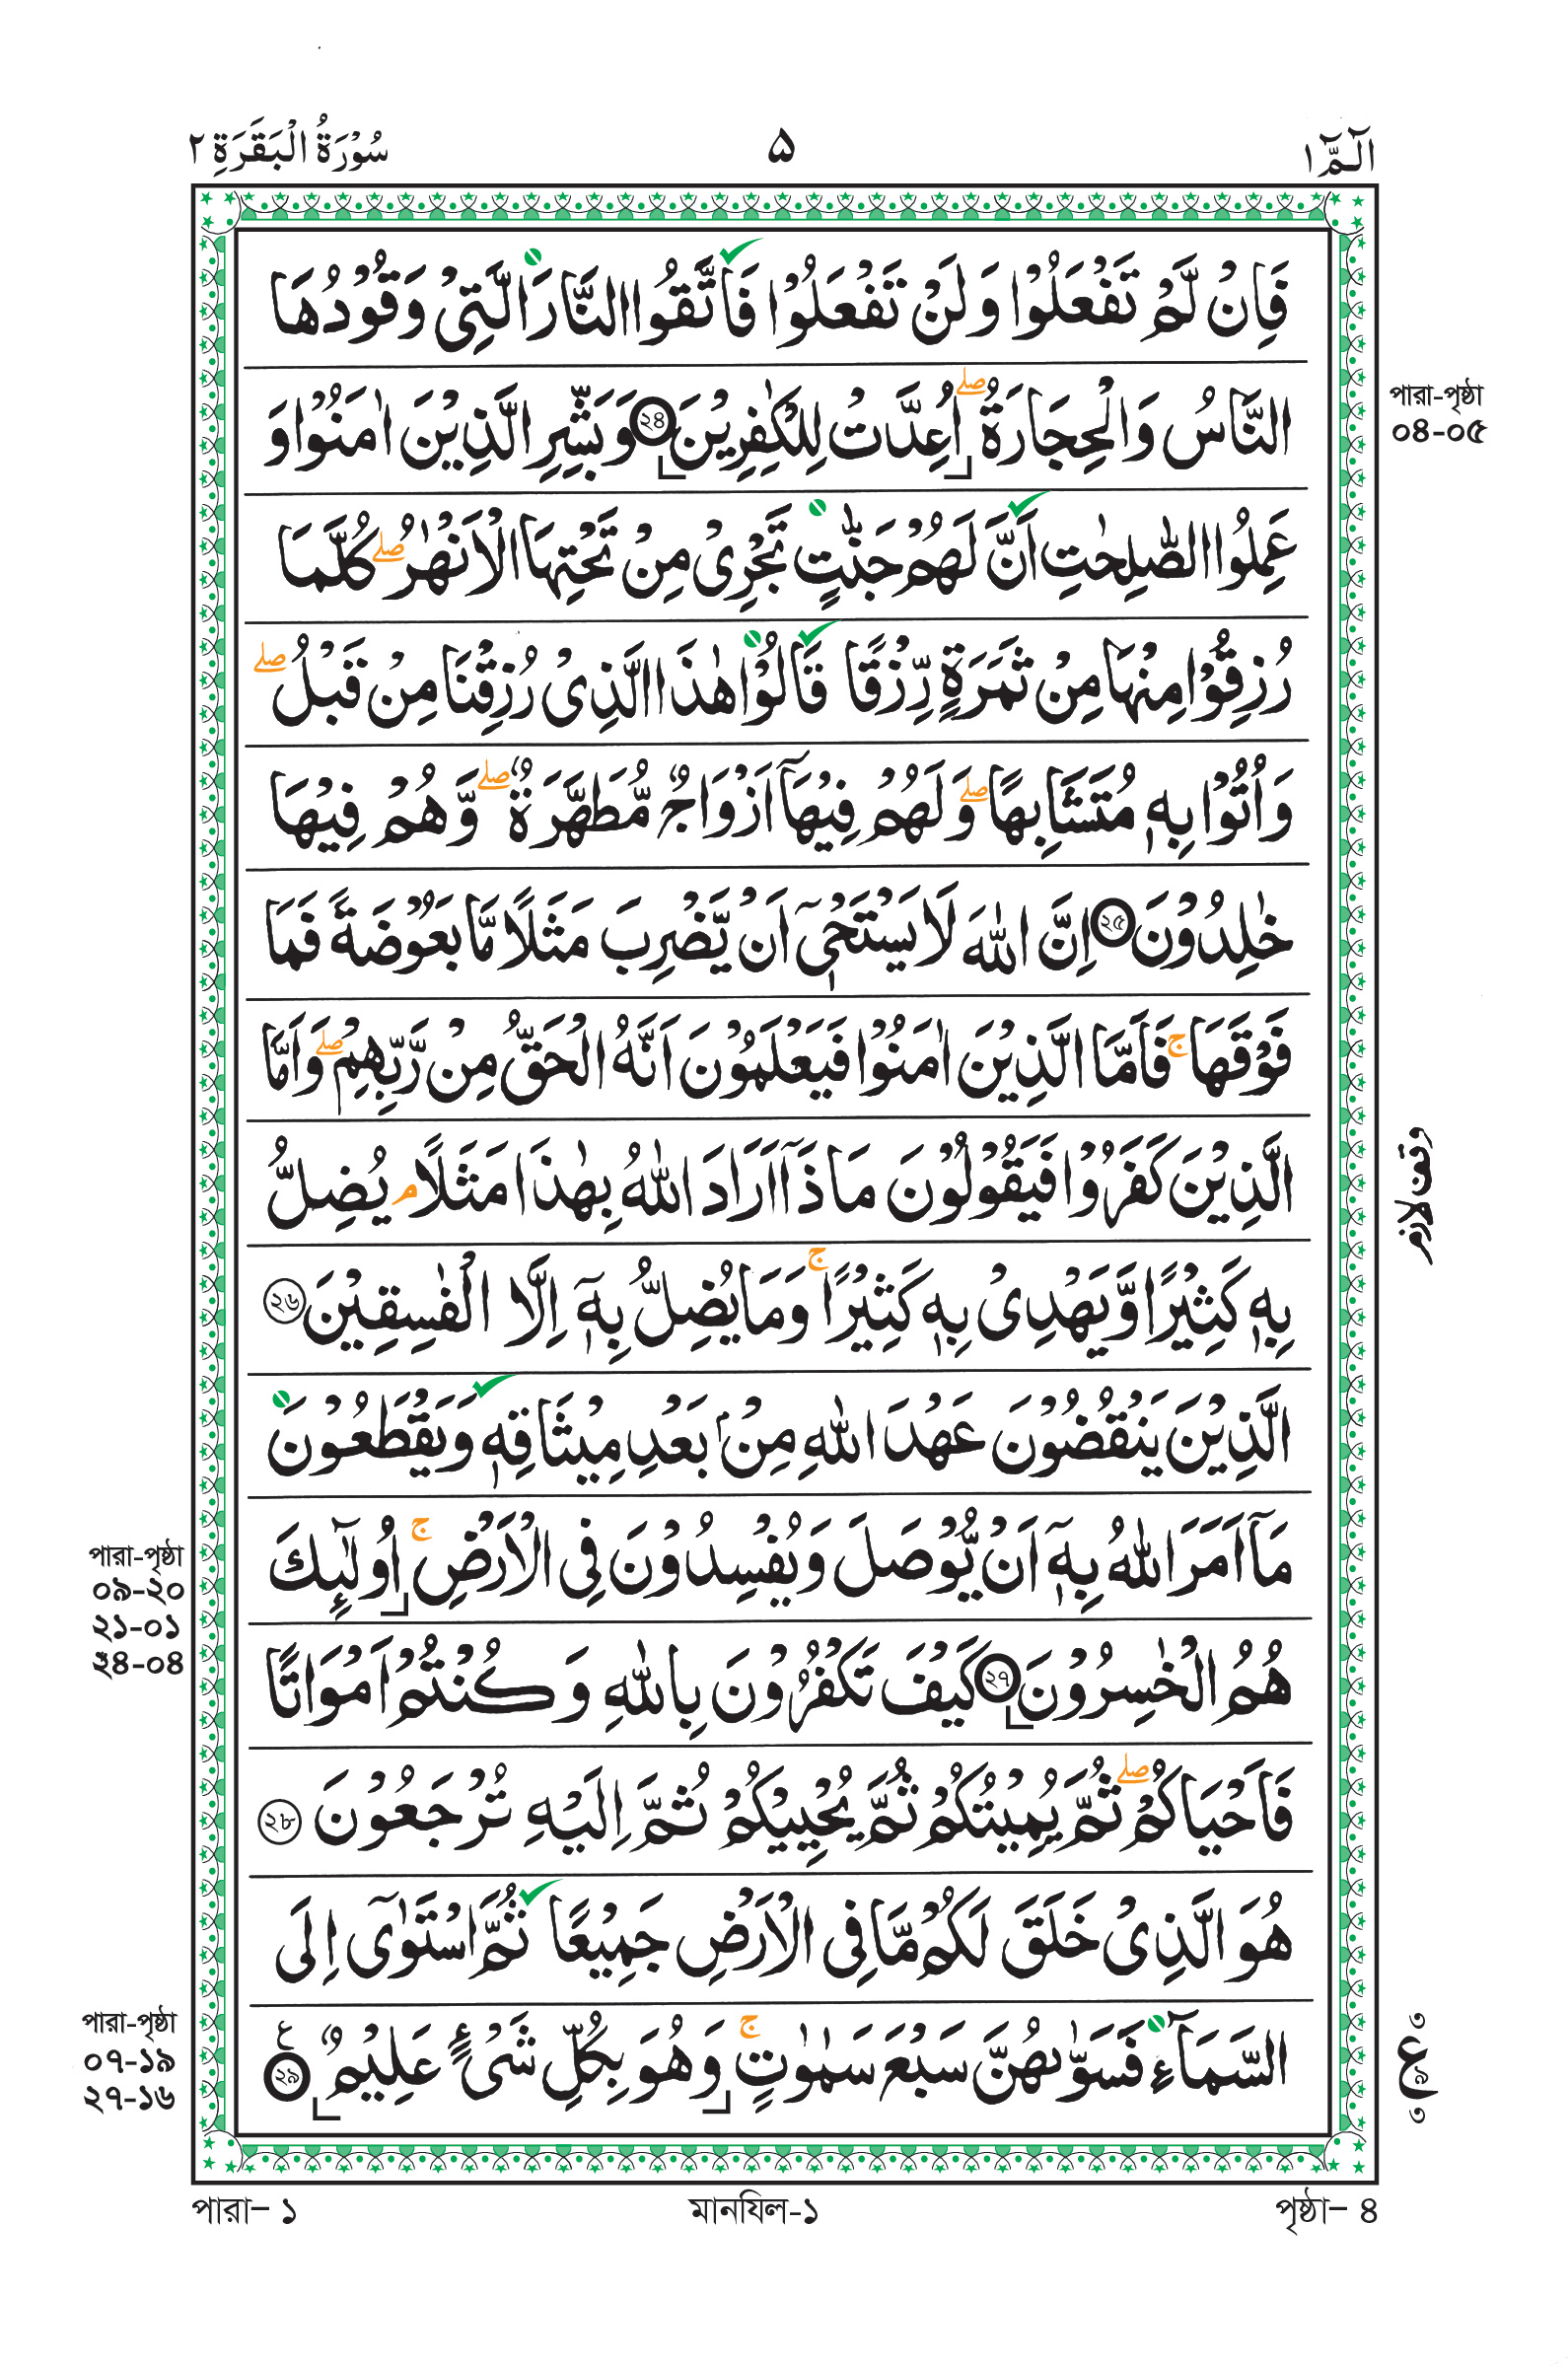 الٓـمّٓ ١
٥
سُوْرَةُ الْبَقَرَةِ ٢
فَاِنْ لَّمْ تَفْعَلُوْا وَلَنْ تَفْعَلُوْا فَاتَّقُوا النَّارَ الَّتِىْ وَقُوْدُهَا
النَّاسُ وَالْحِجَارَةُ ۖ اُعِدَّتْ لِلْكٰفِرِيْنَ ٢٤ وَبَشِّرِ الَّذِيْنَ اٰمَنُوْا وَ
পারা-পৃষ্ঠা
০৪-০৫
عَمِلُوا الصّٰلِحٰتِ اَنَّ لَهُمْ جَنّٰتٍ تَجْرِىْ مِنْ تَحْتِهَا الْاَنْهٰرُ ۖ كُلَّمَا
رُزِقُوْا مِنْهَا مِنْ ثَمَرَةٍ رِّزْقًا قَالُوْا هٰذَا الَّذِىْ رُزِقْنَا مِنْ قَبْلُ ۖ
وَاُتُوْا بِهٖ مُتَشَابِهًا ۖ وَلَهُمْ فِيْهَآ اَزْوَاجٌ مُّطَهَّرَةٌ ۖ وَّهُمْ فِيْهَا
خٰلِدُوْنَ ٢٥ اِنَّ اللّٰهَ لَا يَسْتَحْىٖٓ اَنْ يَّضْرِبَ مَثَلًا مَّا بَعُوْضَةً فَمَا
فَوْقَهَا ۚ فَاَمَّا الَّذِيْنَ اٰمَنُوْا فَيَعْلَمُوْنَ اَنَّهُ الْحَقُّ مِنْ رَّبِّهِمْ ۖ وَاَمَّا
الَّذِيْنَ كَفَرُوْا فَيَقُوْلُوْنَ مَاذَآ اَرَادَ اللّٰهُ بِهٰذَا مَثَلًا ۘ يُضِلُّ
وقف لازم
بِهٖ كَثِيْرًا وَّيَهْدِىْ بِهٖ كَثِيْرًا ۚ وَمَا يُضِلُّ بِهٖٓ اِلَّا الْفٰسِقِيْنَ ٢٦
الَّذِيْنَ يَنْقُضُوْنَ عَهْدَ اللّٰهِ مِنْۢ بَعْدِ مِيْثَاقِهٖ وَيَقْطَعُوْنَ
مَآ اَمَرَ اللّٰهُ بِهٖٓ اَنْ يُّوْصَلَ وَيُفْسِدُوْنَ فِى الْاَرْضِ ۚ اُولٰٓئِكَ
পারা-পৃষ্ঠা
০৯-২০
২১-০১
২৪-০৪
هُمُ الْخٰسِرُوْنَ ٢٧ كَيْفَ تَكْفُرُوْنَ بِاللّٰهِ وَكُنْتُمْ اَمْوَاتًا
فَاَحْيَاكُمْ ۖ ثُمَّ يُمِيْتُكُمْ ثُمَّ يُحْيِيْكُمْ ثُمَّ اِلَيْهِ تُرْجَعُوْنَ ٢٨
هُوَ الَّذِىْ خَلَقَ لَكُمْ مَّا فِى الْاَرْضِ جَمِيْعًا ثُمَّ اسْتَوٰٓى اِلَى
السَّمَآءِ فَسَوّٰىهُنَّ سَبْعَ سَمٰوٰتٍ ۚ وَهُوَ بِكُلِّ شَىْءٍ عَلِيْمٌ ٢٩ ع
পারা-পৃষ্ঠা
০৭-১৯
২৭-১৬
٣
ع ٩
٣
পারা– ১
মানযিল-১
পৃষ্ঠা– ৪